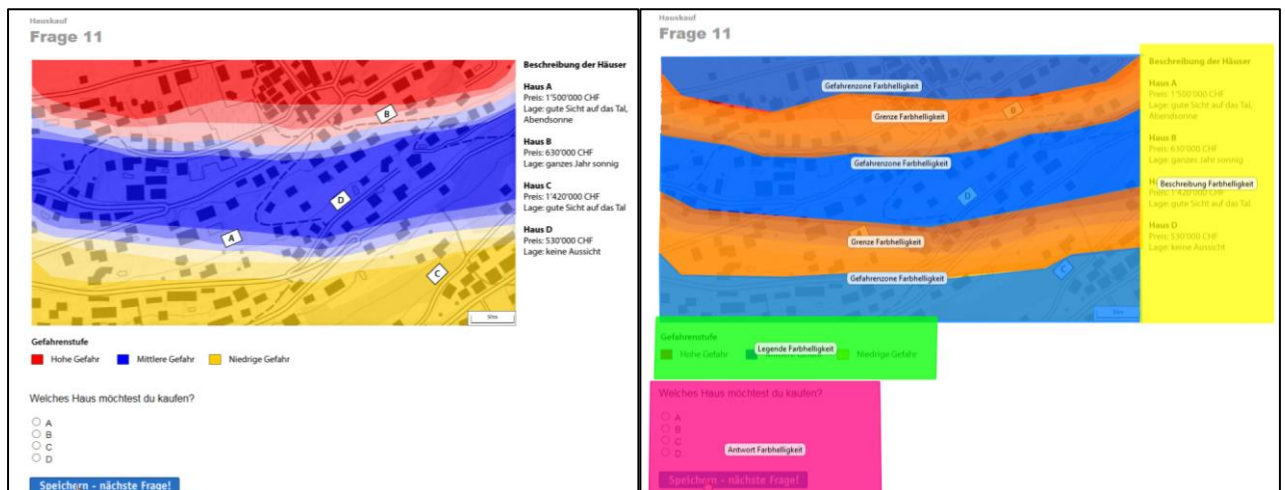 Hauskauf
Frage 11
B
D
A
C
50m
Beschreibung der Häuser
Haus A
Preis: 1'500'000 CHF
Lage: gute Sicht auf das Tal,
Abendsonne
Haus B
Preis: 630'000 CHF
Lage: ganzes Jahr sonnig
Haus C
Preis: 1'420'000 CHF
Lage: gute Sicht auf das Tal
Haus D
Preis: 530'000 CHF
Lage: keine Aussicht
Gefahrenstufe
Hohe Gefahr Mittlere Gefahr Niedrige Gefahr
Welches Haus möchtest du kaufen?
A
B
C
D
Speichern - nächste Frage!
Hauskauf
Frage 11
Gefahrenzone Farbhelligkeit
B
Grenze Farbhelligkeit
Gefahrenzone Farbhelligkeit
D
Grenze Farbhelligkeit
Gefahrenzone Farbhelligkeit
C
Beschreibung der Häuser
Haus A
Preis: 1'500'000 CHF
Lage: gute Sicht auf das Tal,
Abendsonne
Haus B
Preis: 630'000 CHF
Lage: ganzes Jahr sonnig
Beschreibung Farbhelligkeit
Preis: 1'420'000 CHF
Lage: gute Sicht auf das Tal
Haus D
Preis: 530'000 CHF
Lage: keine Aussicht
Gefahrenstufe
Hohe Gefahr Legende Farbhelligkeit Niedrige Gefahr
Welches Haus möchtest du kaufen?
A
B
C
D
Antwort Farbhelligkeit
Speichern - nächste Frage!